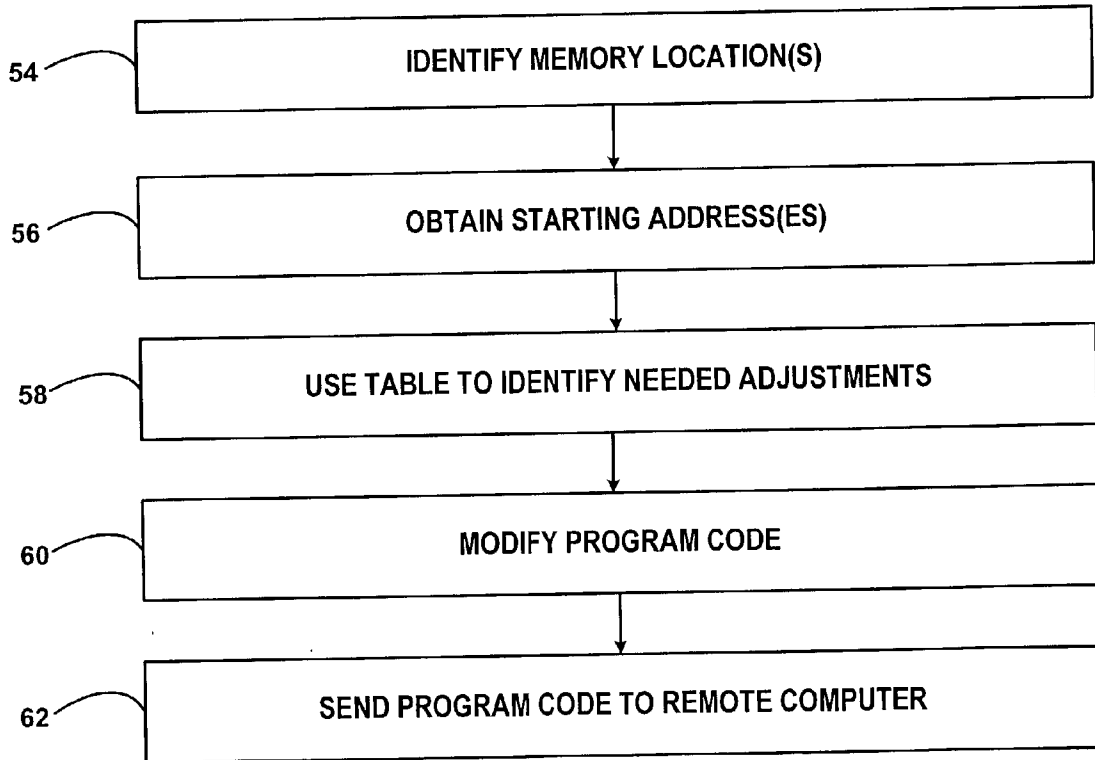 54 IDENTIFY MEMORY LOCATION(S)
56 OBTAIN STARTING ADDRESS(ES)
58 USE TABLE TO IDENTIFY NEEDED ADJUSTMENTS
60 MODIFY PROGRAM CODE
62 SEND PROGRAM CODE TO REMOTE COMPUTER